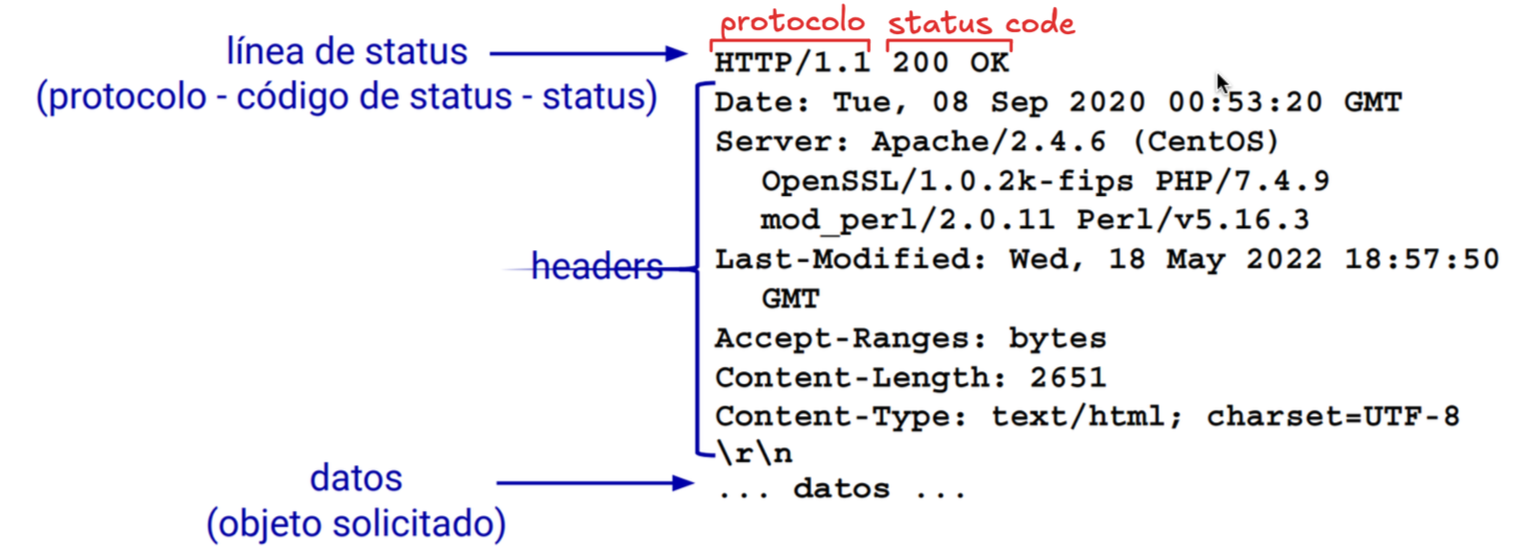 protocolo status code
línea de status
(protocolo - código de status - status)
HTTP/1.1 200 OK
Date: Tue, 08 Sep 2020 00:53:20 GMT
Server: Apache/2.4.6 (CentOS)
OpenSSL/1.0.2k-fips PHP/7.4.9
mod_perl/2.0.11 Perl/v5.16.3
headers
Last-Modified: Wed, 18 May 2022 18:57:50
GMT
Accept-Ranges: bytes
Content-Length: 2651
Content-Type: text/html; charset=UTF-8
\r\n
datos
(objeto solicitado)
... datos ...